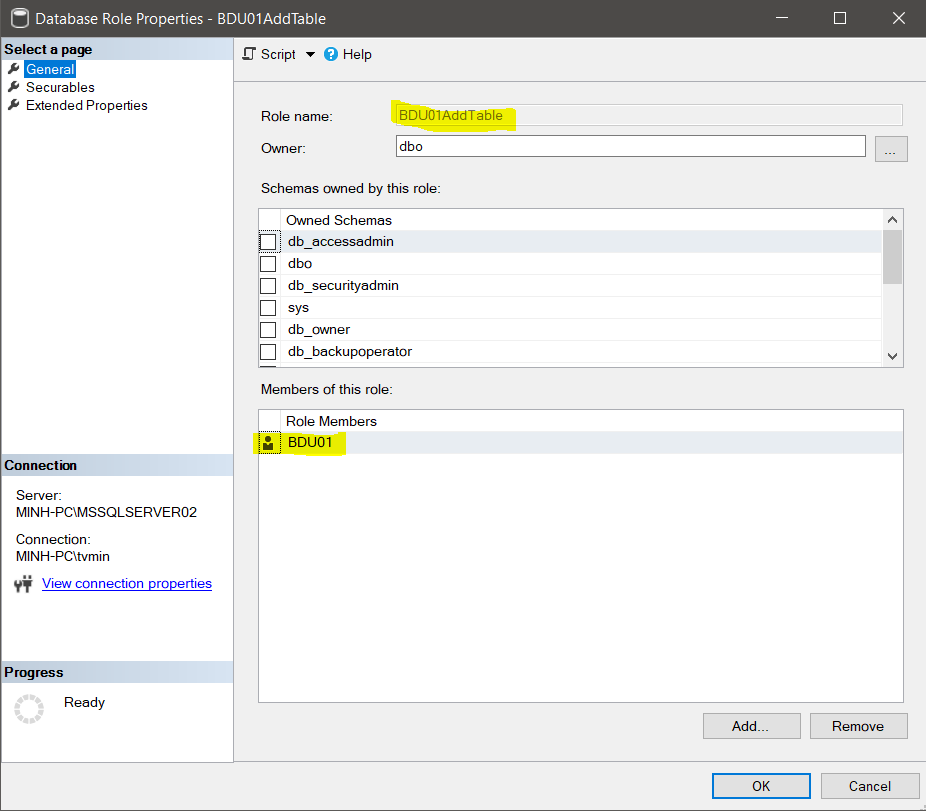 Database Role Properties - BDU01AddTable
Select a page
General
Securables
Extended Properties
Script
Help
Role name:
BDU01AddTable
Owner:
dbo
...
Schemas owned by this role:
Owned Schemas
db_accessadmin
dbo
db_securityadmin
sys
db_owner
db_backupoperator
Members of this role:
Role Members
BDU01
Connection
Server:
MINH-PC\MSSQLSERVER02
Connection:
MINH-PC\tvmin
View connection properties
Progress
Ready
Add...
Remove
OK
Cancel